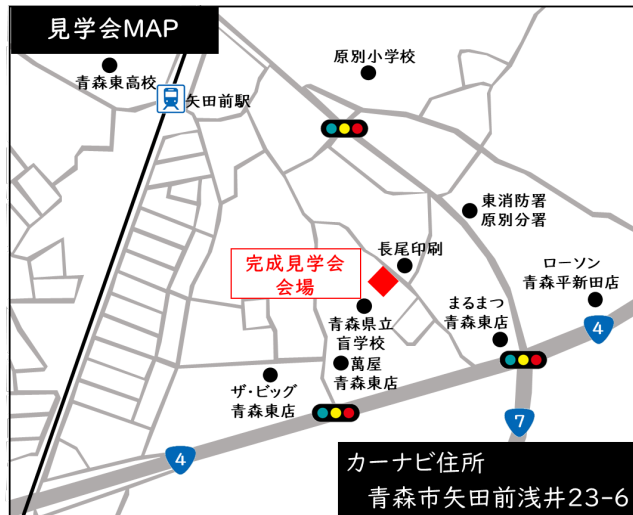 見学会MAP
原別小学校
青森東高校
矢田前駅
東消防署
原別分署
長尾印刷
完成見学会
会場
ローソン
青森平新田店
まるまつ
青森東店
青森県立
盲学校
4
萬屋
青森東店
ザ・ビッグ
青森東店
7
4
カーナビ住所
青森市矢田前浅井23-6